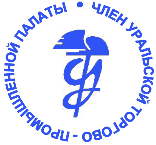 ЧЛЕН УРАЛЬСКОЙ ТОРГОВО - ПРОМЫШЛЕННОЙ ПАЛАТЫ •